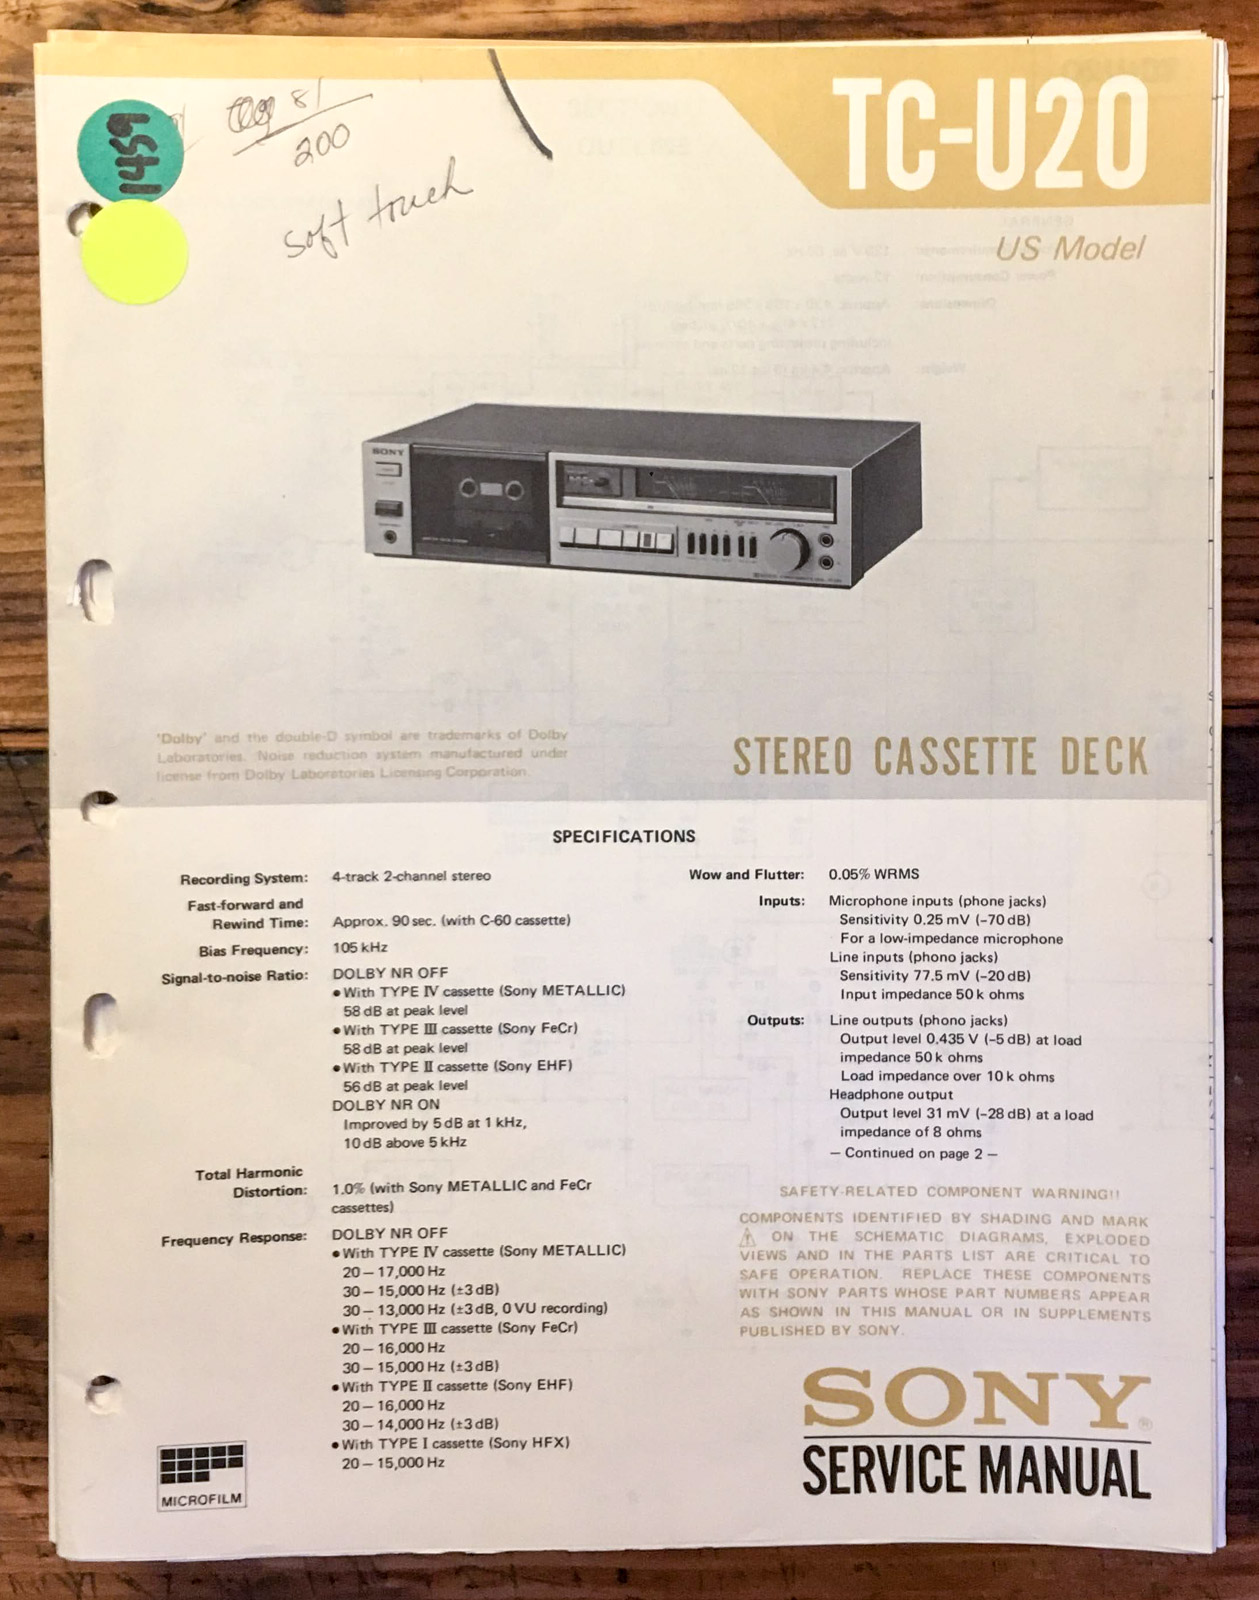 TC-U20
US Model
1459
81
200
soft touch
SONY
'Dolby' and the double-D symbol are trademarks of Dolby
Laboratories. Noise reduction system manufactured under
license from Dolby Laboratories Licensing Corporation.
STEREO CASSETTE DECK
SPECIFICATIONS
Recording System: 4-track 2-channel stereo
Fast-forward and
Rewind Time: Approx. 90 sec. (with C-60 cassette)
Bias Frequency: 105 kHz
Signal-to-noise Ratio: DOLBY NR OFF
●With TYPE IV cassette (Sony METALLIC)
58 dB at peak level
●With TYPE III cassette (Sony FeCr)
58 dB at peak level
●With TYPE II cassette (Sony EHF)
56 dB at peak level
DOLBY NR ON
Improved by 5 dB at 1 kHz,
10 dB above 5 kHz
Total Harmonic
Distortion: 1.0% (with Sony METALLIC and FeCr
cassettes)
Frequency Response: DOLBY NR OFF
●With TYPE IV cassette (Sony METALLIC)
20 – 17,000 Hz
30 – 15,000 Hz (±3 dB)
30 – 13,000 Hz (±3 dB, 0 VU recording)
●With TYPE III cassette (Sony FeCr)
20 – 16,000 Hz
30 – 15,000 Hz (±3 dB)
●With TYPE II cassette (Sony EHF)
20 – 16,000 Hz
30 – 14,000 Hz (±3 dB)
●With TYPE I cassette (Sony HFX)
20 – 15,000 Hz
MICROFILM
Wow and Flutter: 0.05% WRMS
Inputs: Microphone inputs (phone jacks)
Sensitivity 0.25 mV (–70 dB)
For a low-impedance microphone
Line inputs (phono jacks)
Sensitivity 77.5 mV (–20 dB)
Input impedance 50 k ohms
Outputs: Line outputs (phono jacks)
Output level 0.435 V (–5 dB) at load
impedance 50 k ohms
Load impedance over 10 k ohms
Headphone output
Output level 31 mV (–28 dB) at a load
impedance of 8 ohms
– Continued on page 2 –
SAFETY-RELATED COMPONENT WARNING!!
COMPONENTS IDENTIFIED BY SHADING AND MARK
⚠ ON THE SCHEMATIC DIAGRAMS, EXPLODED
VIEWS AND IN THE PARTS LIST ARE CRITICAL TO
SAFE OPERATION. REPLACE THESE COMPONENTS
WITH SONY PARTS WHOSE PART NUMBERS APPEAR
AS SHOWN IN THIS MANUAL OR IN SUPPLEMENTS
PUBLISHED BY SONY.
SONY®
SERVICE MANUAL